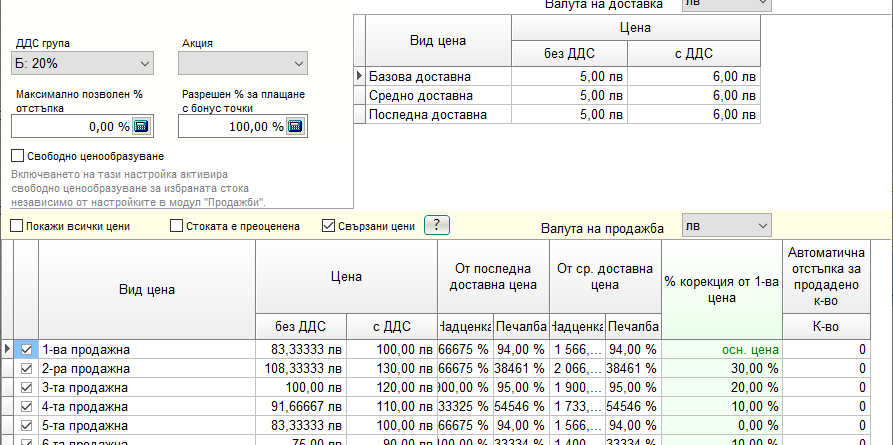 Валута на доставка лв
ДДС група Акция
Б: 20%
Максимално позволен % отстъпка
Разрешен % за плащане с бонус точки
0,00 % 100,00 %
Свободно ценообразуване
Включването на тази настройка активира
свободно ценообразуване за избраната стока
независимо от настройките в модул "Продажби".
Вид цена Цена
без ДДС с ДДС
Базова доставна 5,00 лв 6,00 лв
Средно доставна 5,00 лв 6,00 лв
Последна доставна 5,00 лв 6,00 лв
Покажи всички цени Стоката е преоценена Свързани цени ? Валута на продажба лв
Вид цена Цена От последна доставна цена От ср. доставна цена % корекция от 1-ва цена Автоматична отстъпка за продадено к-во
без ДДС с ДДС Надценка Печалба Надценка Печалба К-во
1-ва продажна 83,33333 лв 100,00 лв 66675 % 94,00 % 1 566,... 94,00 % осн. цена 0
2-ра продажна 108,33333 лв 130,00 лв 66675 % 38461 % 2 066,... 38461 % 30,00 % 0
3-та продажна 100,00 лв 120,00 лв 900,00 % 95,00 % 1 900,... 95,00 % 20,00 % 0
4-та продажна 91,66667 лв 110,00 лв 33325 % 54546 % 1 733,... 54546 % 10,00 % 0
5-та продажна 83,33333 лв 100,00 лв 66675 % 94,00 % 1 566,... 94,00 % 0,00 % 0
6-та продажна 75,00 лв 90,00 лв 400,00 % 33334 % 1 400,... 33334 % 10,00 % 0